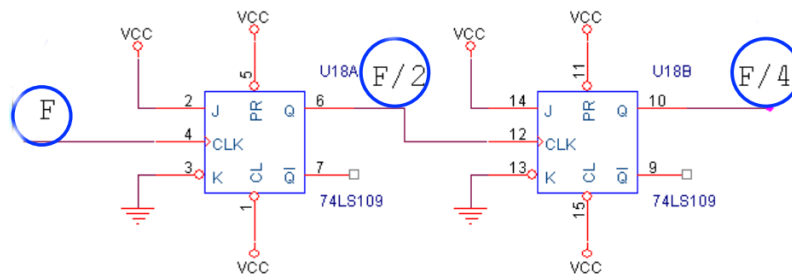 VCC
VCC
VCC
VCC
U18A
F/2
U18B
F/4
F
5
11
2
J
PR
Q
6
14
J
PR
Q
10
4
CLK
12
CLK
3
K
CL
Q
7
13
K
CL
Q
9
1
74LS109
15
74LS109
VCC
VCC